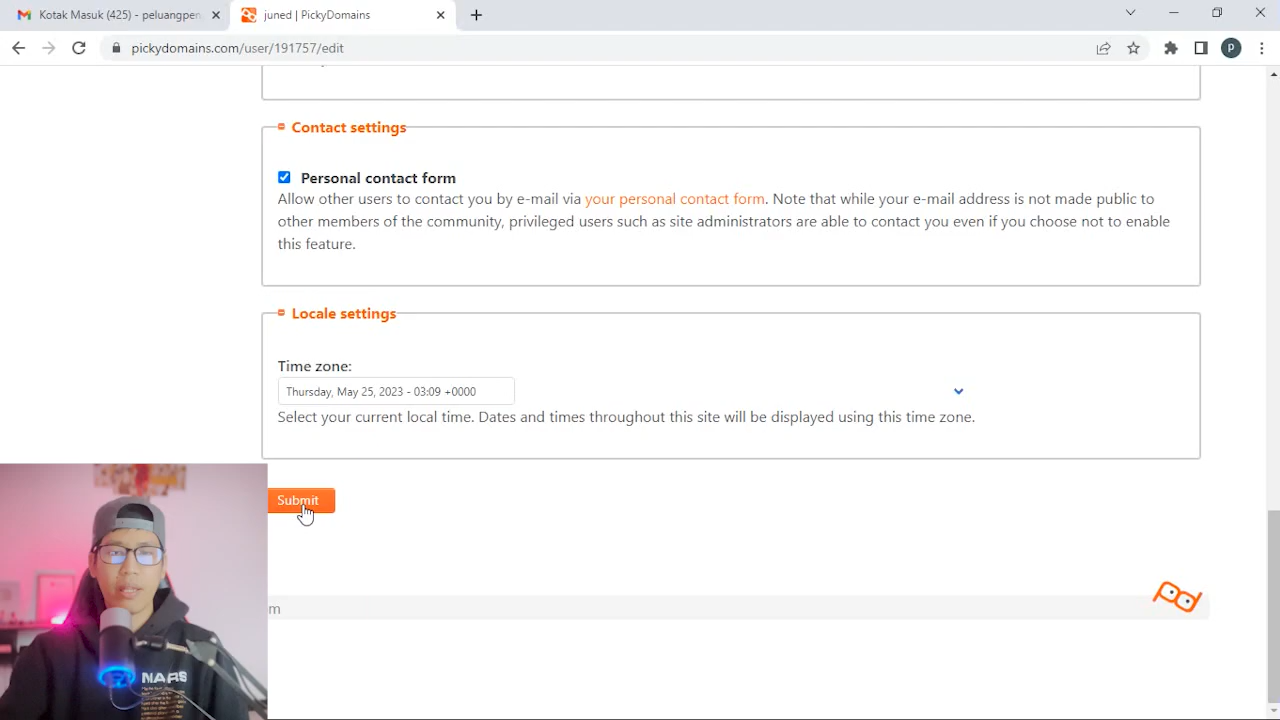 Kotak Masuk (425) - peluangpen
juned | PickyDomains
pickydomains.com/user/191757/edit
P
Contact settings
Personal contact form
Allow other users to contact you by e-mail via your personal contact form. Note that while your e-mail address is not made public to
other members of the community, privileged users such as site administrators are able to contact you even if you choose not to enable
this feature.
Locale settings
Time zone:
Thursday, May 25, 2023 - 03:09 +0000
Select your current local time. Dates and times throughout this site will be displayed using this time zone.
Submit
m
NARS